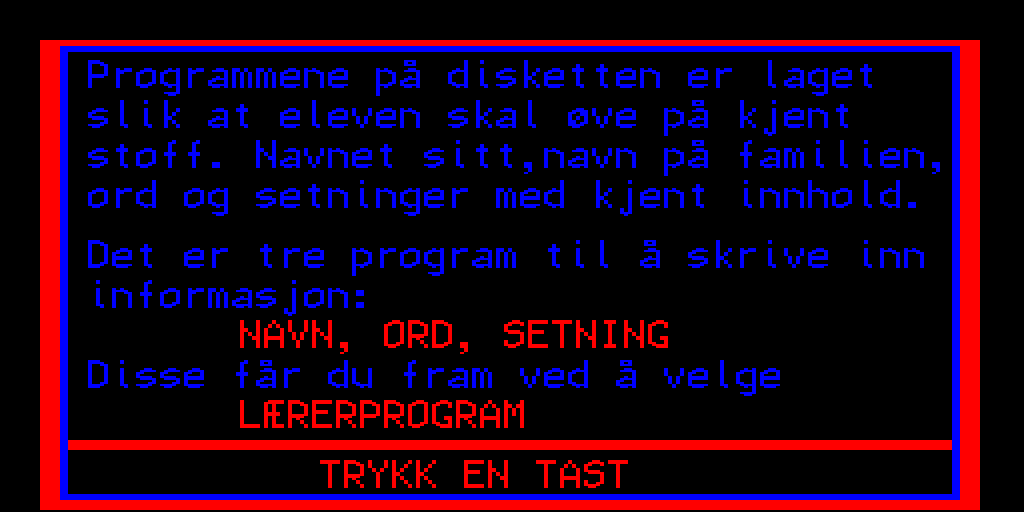 Programmene på disketten er laget
slik at eleven skal øve på kjent
stoff. Navnet sitt,navn på familien,
ord og setninger med kjent innhold.
Det er tre program til å skrive inn
informasjon:
NAVN, ORD, SETNING
Disse får du fram ved å velge
LÆRERPROGRAM
TRYKK EN TAST